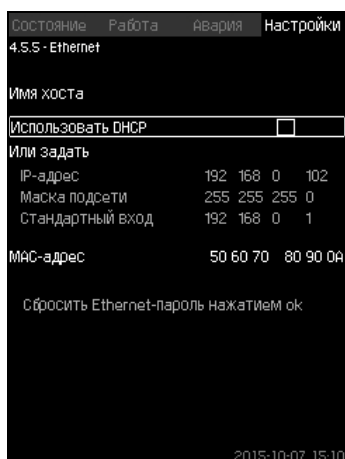 Состояние Работа Авария Настройки
4.5.5 - Ethernet
Имя хоста
Использовать DHCP
Или задать
IP-адрес 192 168 0 102
Маска подсети 255 255 255 0
Стандартный вход 192 168 0 1
MAC-адрес 50 60 70 80 90 0A
Сбросить Ethernet-пароль нажатием ok
2015-10-07 15:10